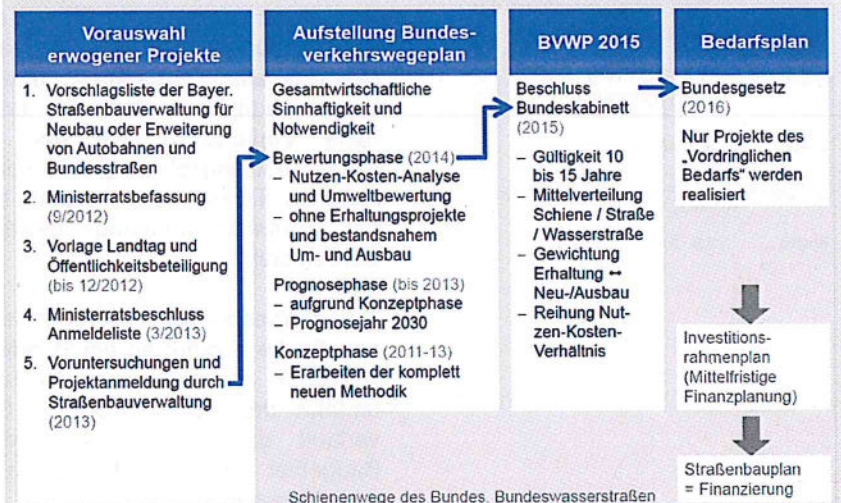 Vorauswahl
erwogener Projekte
1. Vorschlagsliste der Bayer.
Straßenbauverwaltung für
Neubau oder Erweiterung
von Autobahnen und
Bundesstraßen
2. Ministerratsbefassung
(9/2012)
3. Vorlage Landtag und
Öffentlichkeitsbeteiligung
(bis 12/2012)
4. Ministerratsbeschluss
Anmeldeliste (3/2013)
5. Voruntersuchungen und
Projektanmeldung durch
Straßenbauverwaltung
(2013)
Aufstellung Bundes-
verkehrswegeplan
Gesamtwirtschaftliche
Sinnhaftigkeit und
Notwendigkeit
Bewertungsphase (2014)
– Nutzen-Kosten-Analyse
und Umweltbewertung
– ohne Erhaltungsprojekte
und bestandsnahem
Um- und Ausbau
Prognosephase (bis 2013)
– aufgrund Konzeptphase
– Prognosejahr 2030
Konzeptphase (2011-13)
– Erarbeiten der komplett
neuen Methodik
BVWP 2015
Beschluss
Bundeskabinett
(2015)
– Gültigkeit 10
bis 15 Jahre
– Mittelverteilung
Schiene / Straße
/ Wasserstraße
– Gewichtung
Erhaltung ↔
Neu-/Ausbau
– Reihung Nut-
zen-Kosten-
Verhältnis
Bedarfsplan
Bundesgesetz
(2016)
Nur Projekte des
„Vordringlichen
Bedarfs" werden
realisiert
Investitions-
rahmenplan
(Mittelfristige
Finanzplanung)
Straßenbauplan
= Finanzierung
Schienenwege des Bundes, Bundeswasserstraßen